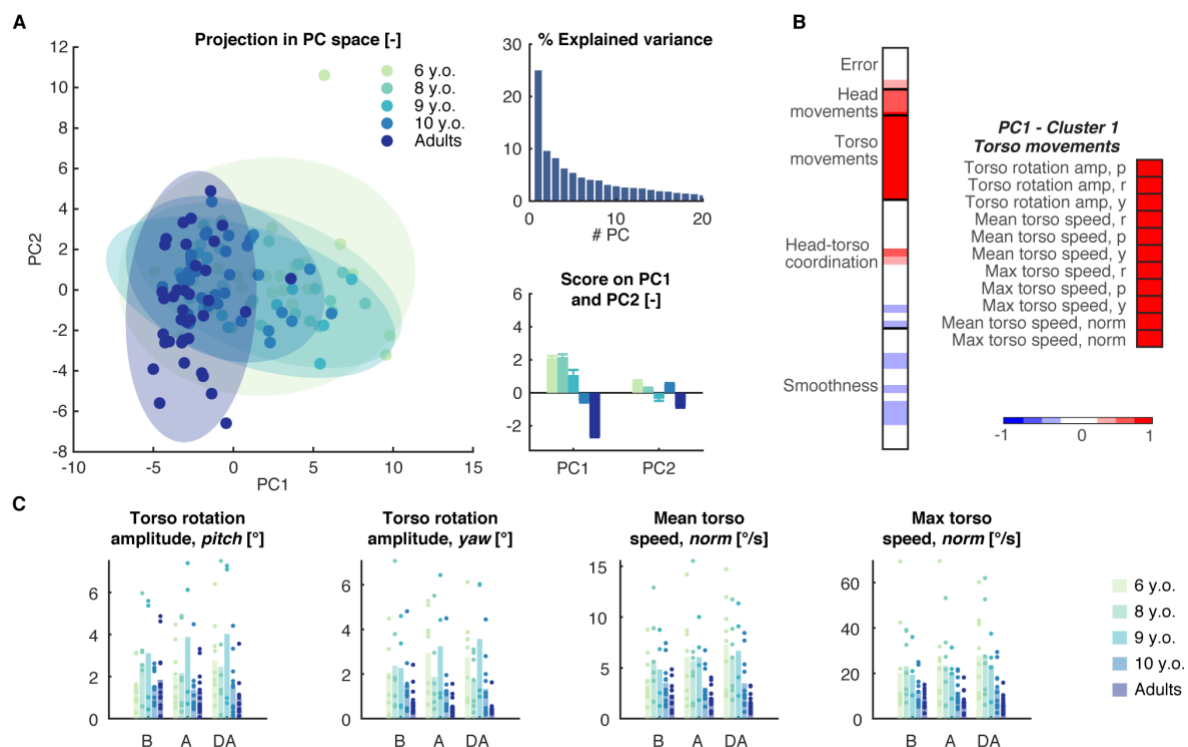 A
Projection in PC space [-]
12
10
8
6
4
2
0
-2
-4
-6
-8
PC2
-10
-5
0
5
10
15
PC1
6 y.o.
8 y.o.
9 y.o.
10 y.o.
Adults
% Explained variance
30
20
10
0
0
10
20
# PC
Score on PC1
and PC2 [-]
6
4
2
0
-2
PC1
PC2
B
Error
Head
movements
Torso
movements
Head-torso
coordination
Smoothness
PC1 - Cluster 1
Torso movements
Torso rotation amp, p
Torso rotation amp, r
Torso rotation amp, y
Mean torso speed, r
Mean torso speed, p
Mean torso speed, y
Max torso speed, r
Max torso speed, p
Max torso speed, y
Mean torso speed, norm
Max torso speed, norm
-1
0
1
C
Torso rotation
amplitude, pitch [°]
6
4
2
0
B A DA
Torso rotation
amplitude, yaw [°]
6
4
2
0
B A DA
Mean torso
speed, norm [°/s]
15
10
5
0
B A DA
Max torso
speed, norm [°/s]
60
40
20
0
B A DA
6 y.o.
8 y.o.
9 y.o.
10 y.o.
Adults